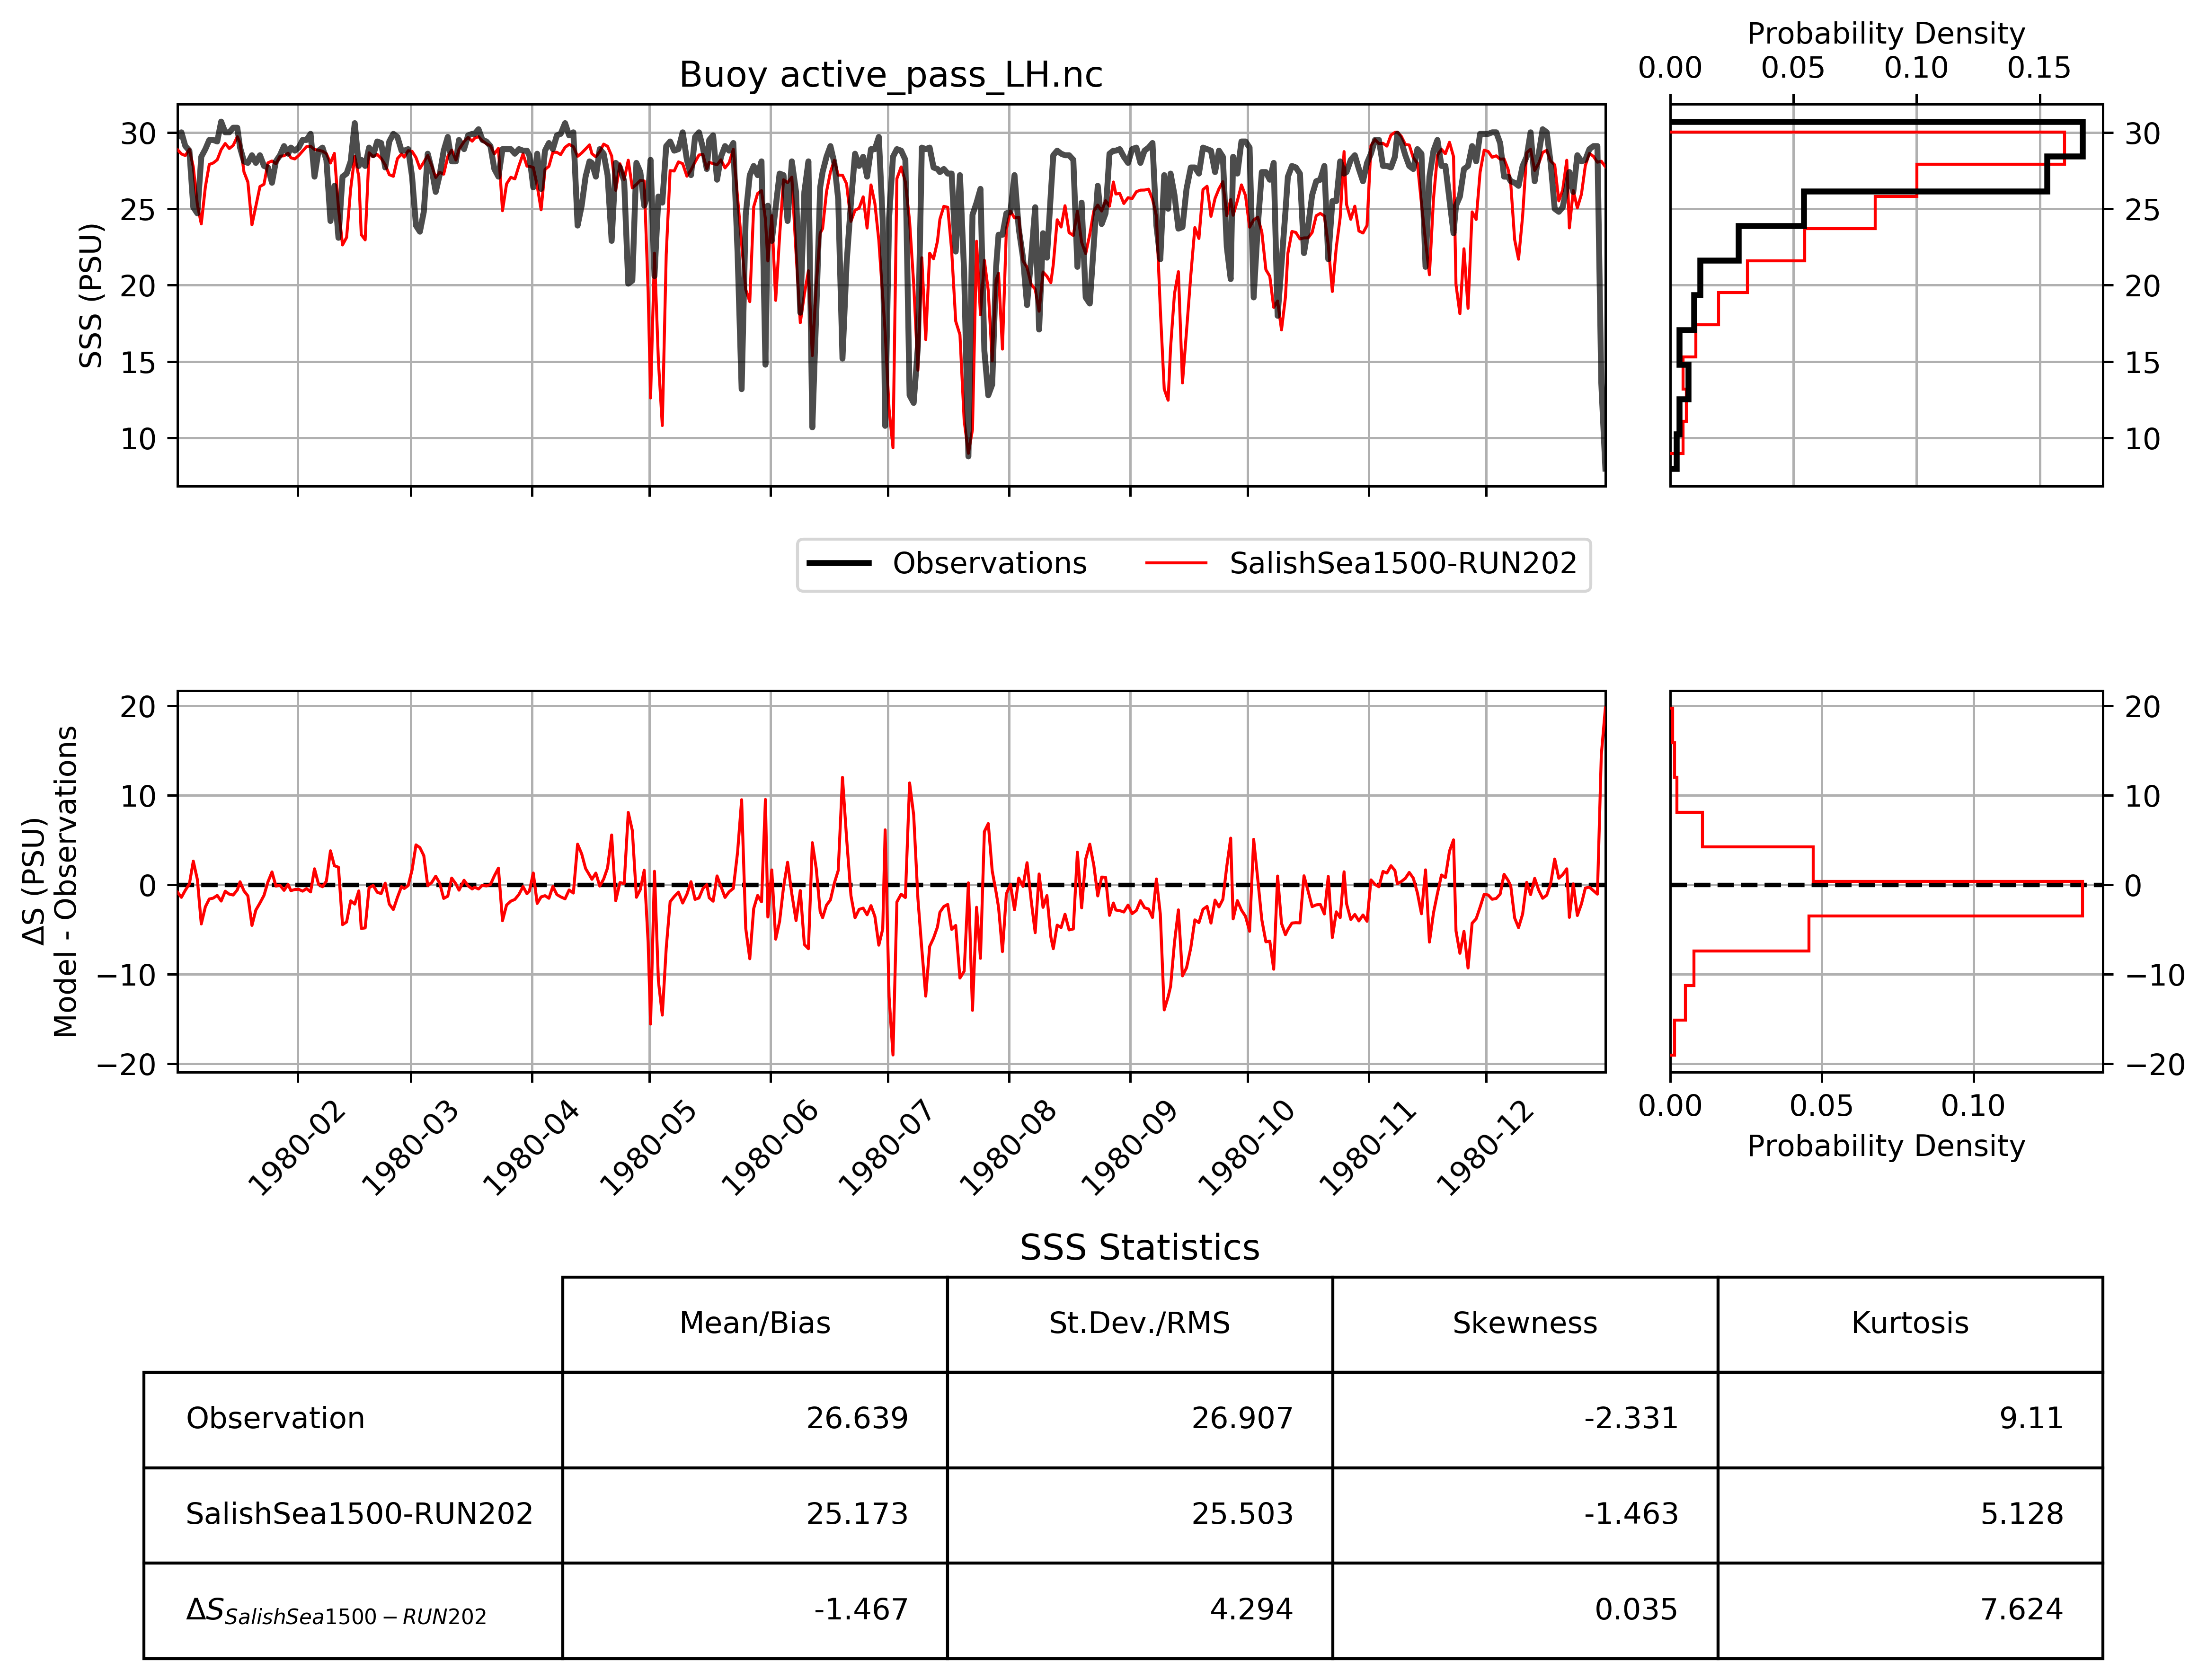 Probability Density
0.00 0.05 0.10 0.15
Buoy active_pass_LH.nc
SSS (PSU)
30
25
20
15
10
30
25
20
15
10
Observations SalishSea1500-RUN202
ΔS (PSU)
Model - Observations
20
10
0
−10
−20
20
10
0
−10
−20
1980-02 1980-03 1980-04 1980-05 1980-06 1980-07 1980-08 1980-09 1980-10 1980-11 1980-12
0.00 0.05 0.10
Probability Density
SSS Statistics
Mean/Bias St.Dev./RMS Skewness Kurtosis
Observation 26.639 26.907 -2.331 9.11
SalishSea1500-RUN202 25.173 25.503 -1.463 5.128
ΔS SalishSea1500−RUN202 -1.467 4.294 0.035 7.624